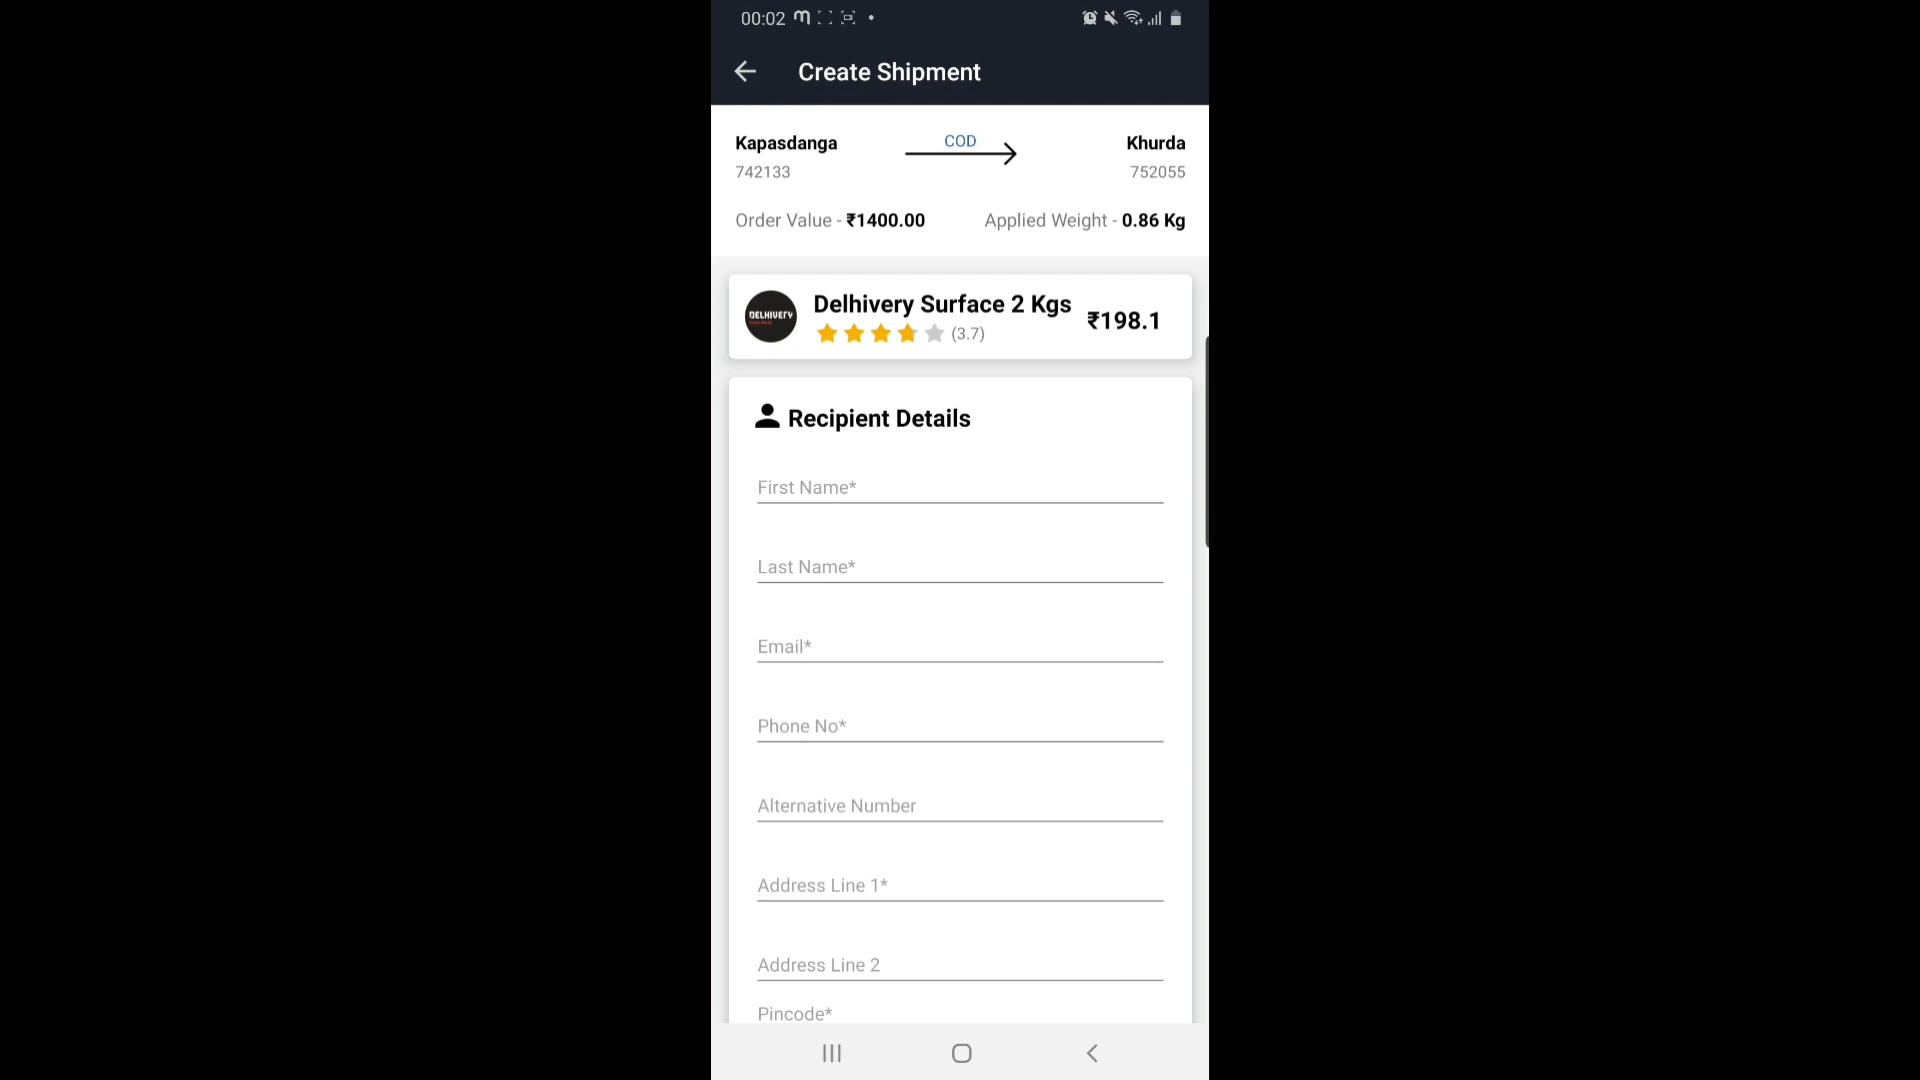 00:02
Create Shipment
Kapasdanga
COD
Khurda
742133
752055
Order Value - ₹1400.00
Applied Weight - 0.86 Kg
DELHIVERY
Delhivery Surface 2 Kgs
₹198.1
(3.7)
Recipient Details
First Name*
Last Name*
Email*
Phone No*
Alternative Number
Address Line 1*
Address Line 2
Pincode*